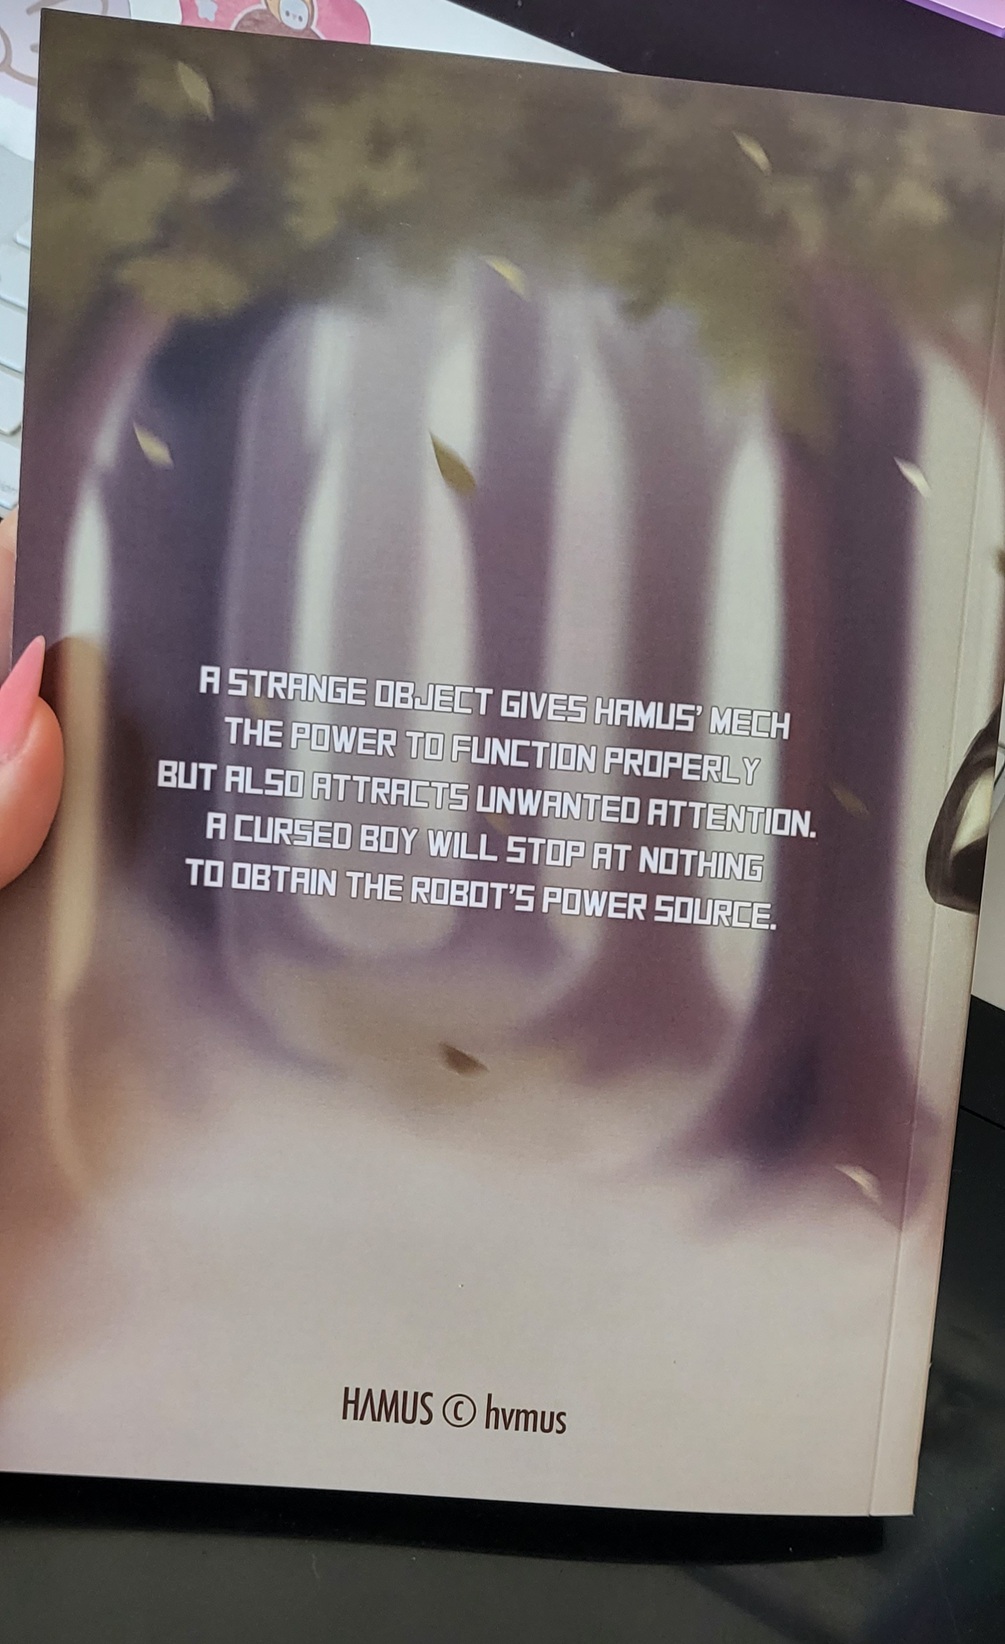 A STRANGE OBJECT GIVES HAMUS' MECH
THE POWER TO FUNCTION PROPERLY
BUT ALSO ATTRACTS UNWANTED ATTENTION.
A CURSED BOY WILL STOP AT NOTHING
TO OBTAIN THE ROBOT'S POWER SOURCE.
HAMUS © hvmus